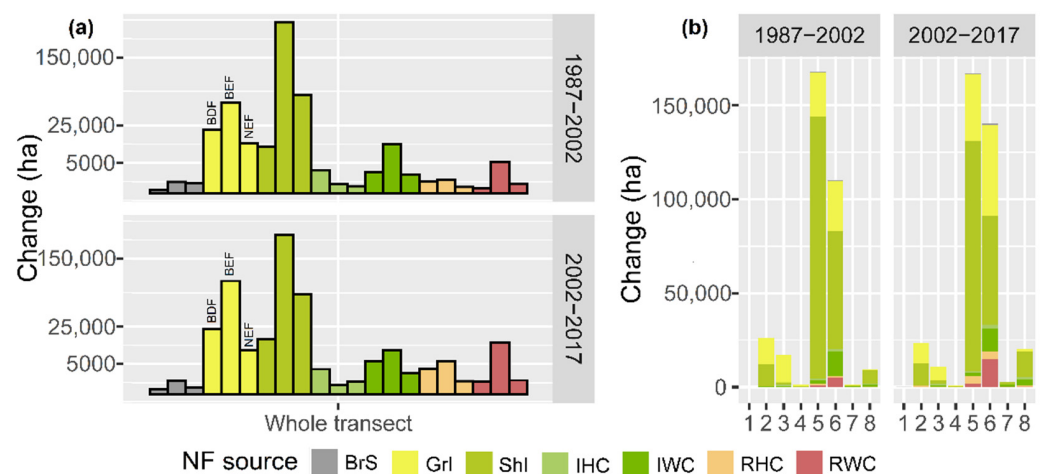 (a)
Change (ha)
150,000
25,000
5000
BDF
BEF
NEF
1987−2002
150,000
25,000
5000
BDF
BEF
NEF
2002−2017
Whole transect
(b)
Change (ha)
1987−2002
2002−2017
150,000
100,000
50,000
0
1 2 3 4 5 6 7 8
1 2 3 4 5 6 7 8
NF source BrS Grl Shl IHC IWC RHC RWC